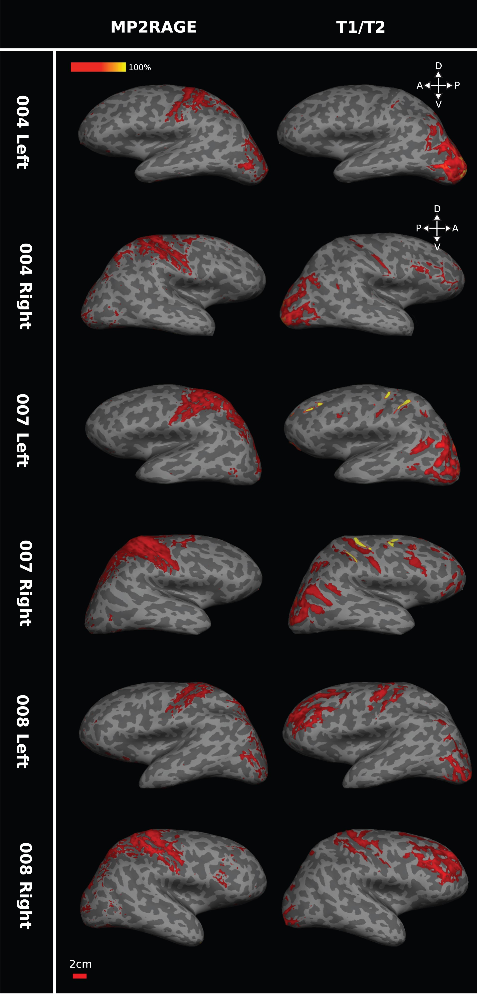 MP2RAGE T1/T2
100%
D
A P
V
004 Left
D
P A
V
004 Right
007 Left
007 Right
008 Left
008 Right
2cm